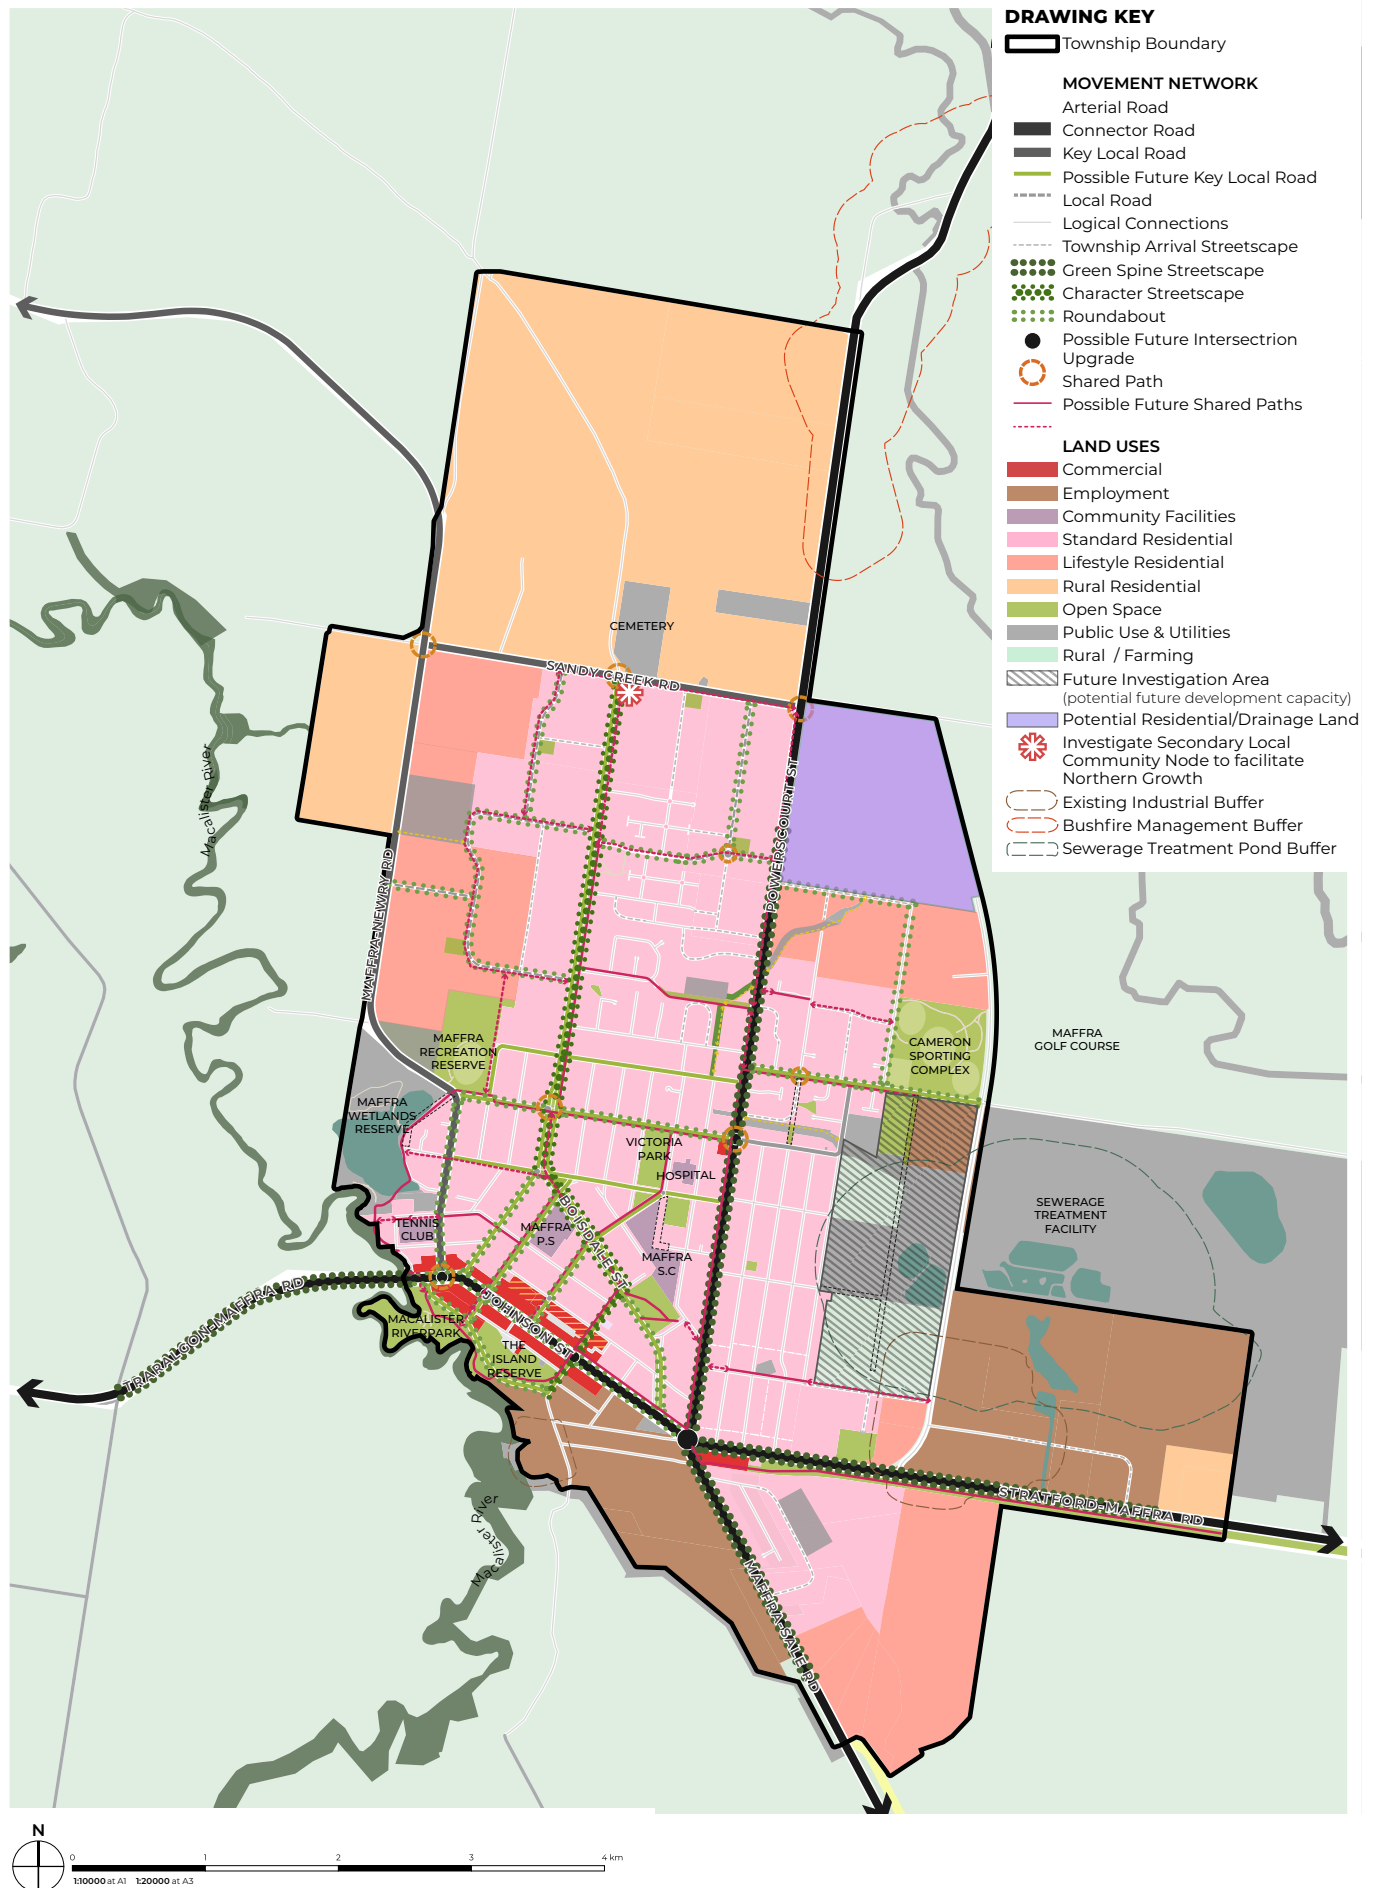 DRAWING KEY
Township Boundary
MOVEMENT NETWORK
Arterial Road
Connector Road
Key Local Road
Possible Future Key Local Road
Local Road
Logical Connections
Township Arrival Streetscape
Green Spine Streetscape
Character Streetscape
Roundabout
Possible Future Intersectrion
Upgrade
Shared Path
Possible Future Shared Paths
LAND USES
Commercial
Employment
Community Facilities
Standard Residential
Lifestyle Residential
Rural Residential
Open Space
Public Use & Utilities
Rural / Farming
Future Investigation Area
(potential future development capacity)
Potential Residential/Drainage Land
Investigate Secondary Local
Community Node to facilitate
Northern Growth
Existing Industrial Buffer
Bushfire Management Buffer
Sewerage Treatment Pond Buffer
CEMETERY
SANDY CREEK RD
Macalister River
POWERSCOURT ST
MAFFRA-NEWRY RD
MAFFRA
RECREATION
RESERVE
CAMERON
SPORTING
COMPLEX
MAFFRA
GOLF COURSE
MAFFRA
WETLANDS
RESERVE
VICTORIA
PARK
HOSPITAL
SEWERAGE
TREATMENT
FACILITY
TENNIS
CLUB
MAFFRA
P.S
BOISDALE ST
MAFFRA
S.C
TRARALGON-MAFFRA RD
MACALISTER
RIVERPARK
JOHNSON ST
THE
ISLAND
RESERVE
STRATFORD-MAFFRA RD
Macalister River
MAFFRA-SALE RD
N
0 1 2 3 4 km
1:10000 at A1 1:20000 at A3